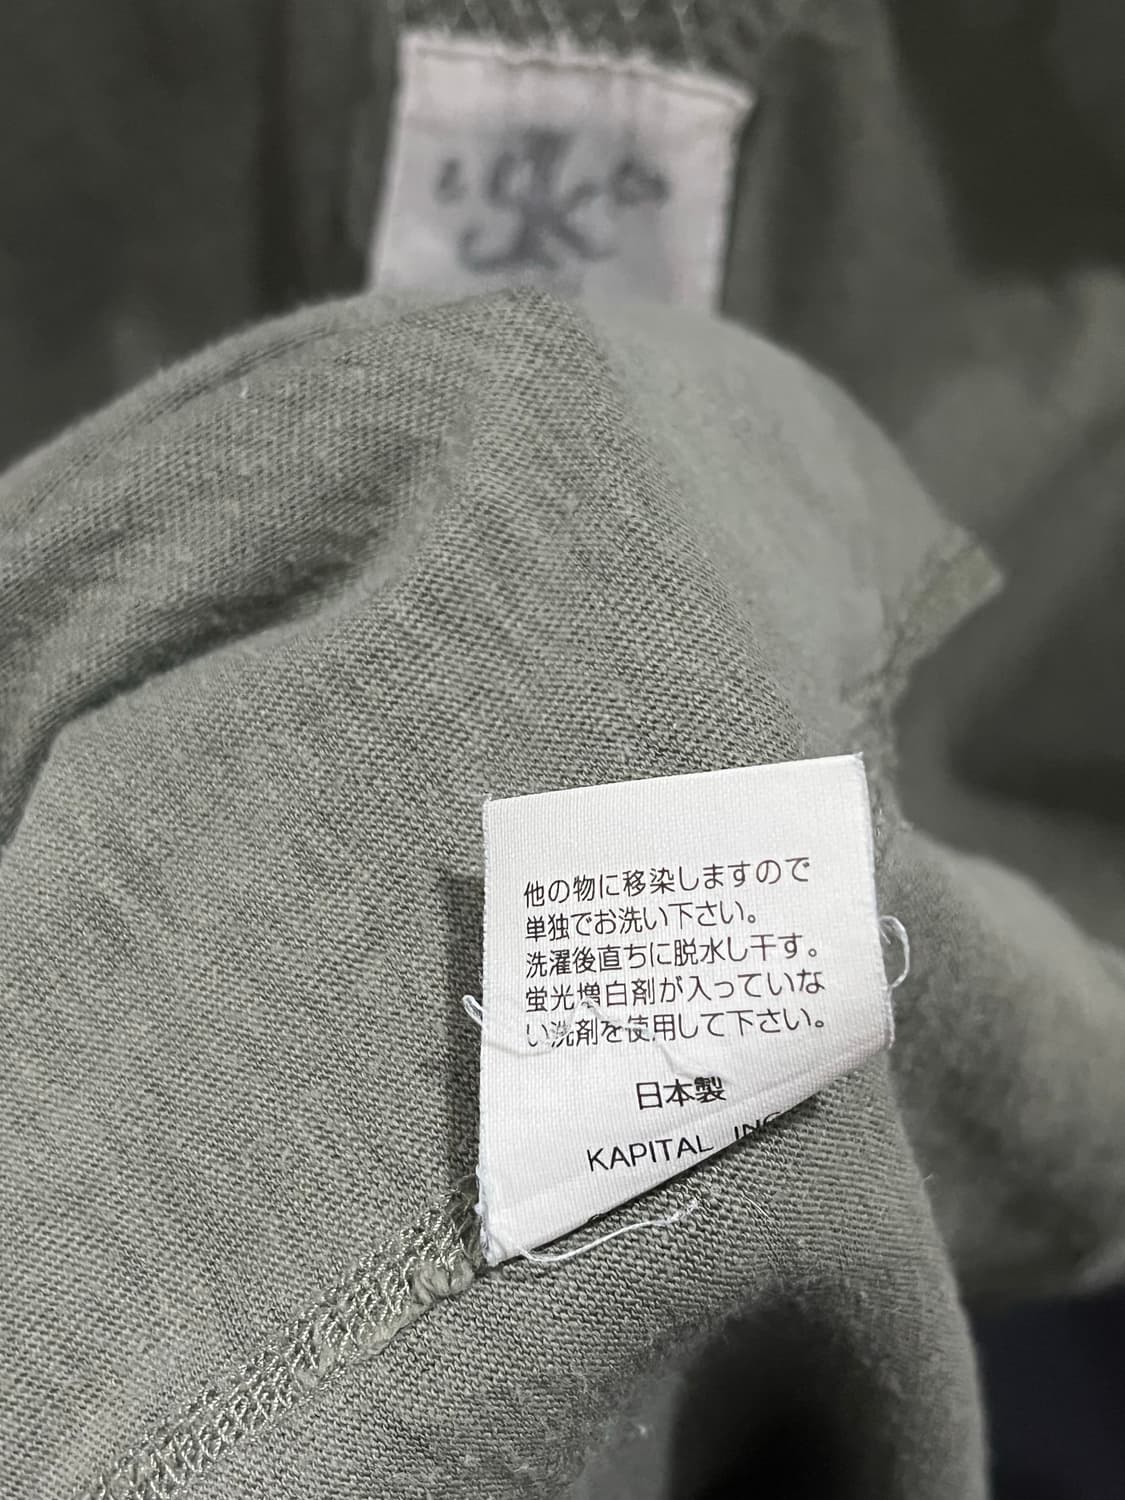 他の物に移染しますので
単独でお洗い下さい。
洗濯後直ちに脱水し干す。
蛍光増白剤が入っていな
い洗剤を使用して下さい。
日本製
KAPITAL INC